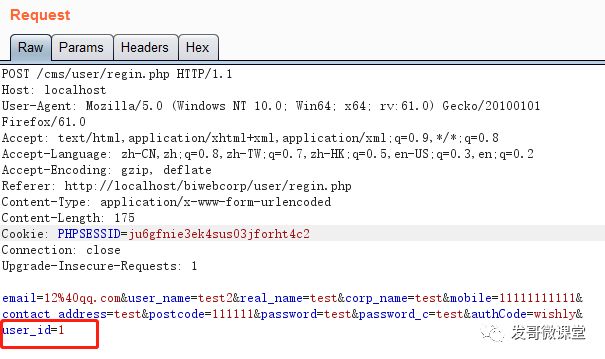 Request
Raw Params Headers Hex
POST /cms/user/regin.php HTTP/1.1
Host: localhost
User-Agent: Mozilla/5.0 (Windows NT 10.0; Win64; x64; rv:61.0) Gecko/20100101
Firefox/61.0
Accept: text/html,application/xhtml+xml,application/xml;q=0.9,*/*;q=0.8
Accept-Language: zh-CN,zh;q=0.8,zh-TW;q=0.7,zh-HK;q=0.5,en-US;q=0.3,en;q=0.2
Accept-Encoding: gzip, deflate
Referer: http://localhost/biwebcorp/user/regin.php
Content-Type: application/x-www-form-urlencoded
Content-Length: 175
Cookie: PHPSESSID=ju6gfnie3ek4sus03jforht4c2
Connection: close
Upgrade-Insecure-Requests: 1
email=12%40qq.com&user_name=test2&real_name=test&corp_name=test&mobile=11111111111&
contact_address=test&postcode=111111&password=test&password_c=test&authCode=wishly&
user_id=1
发哥微课堂